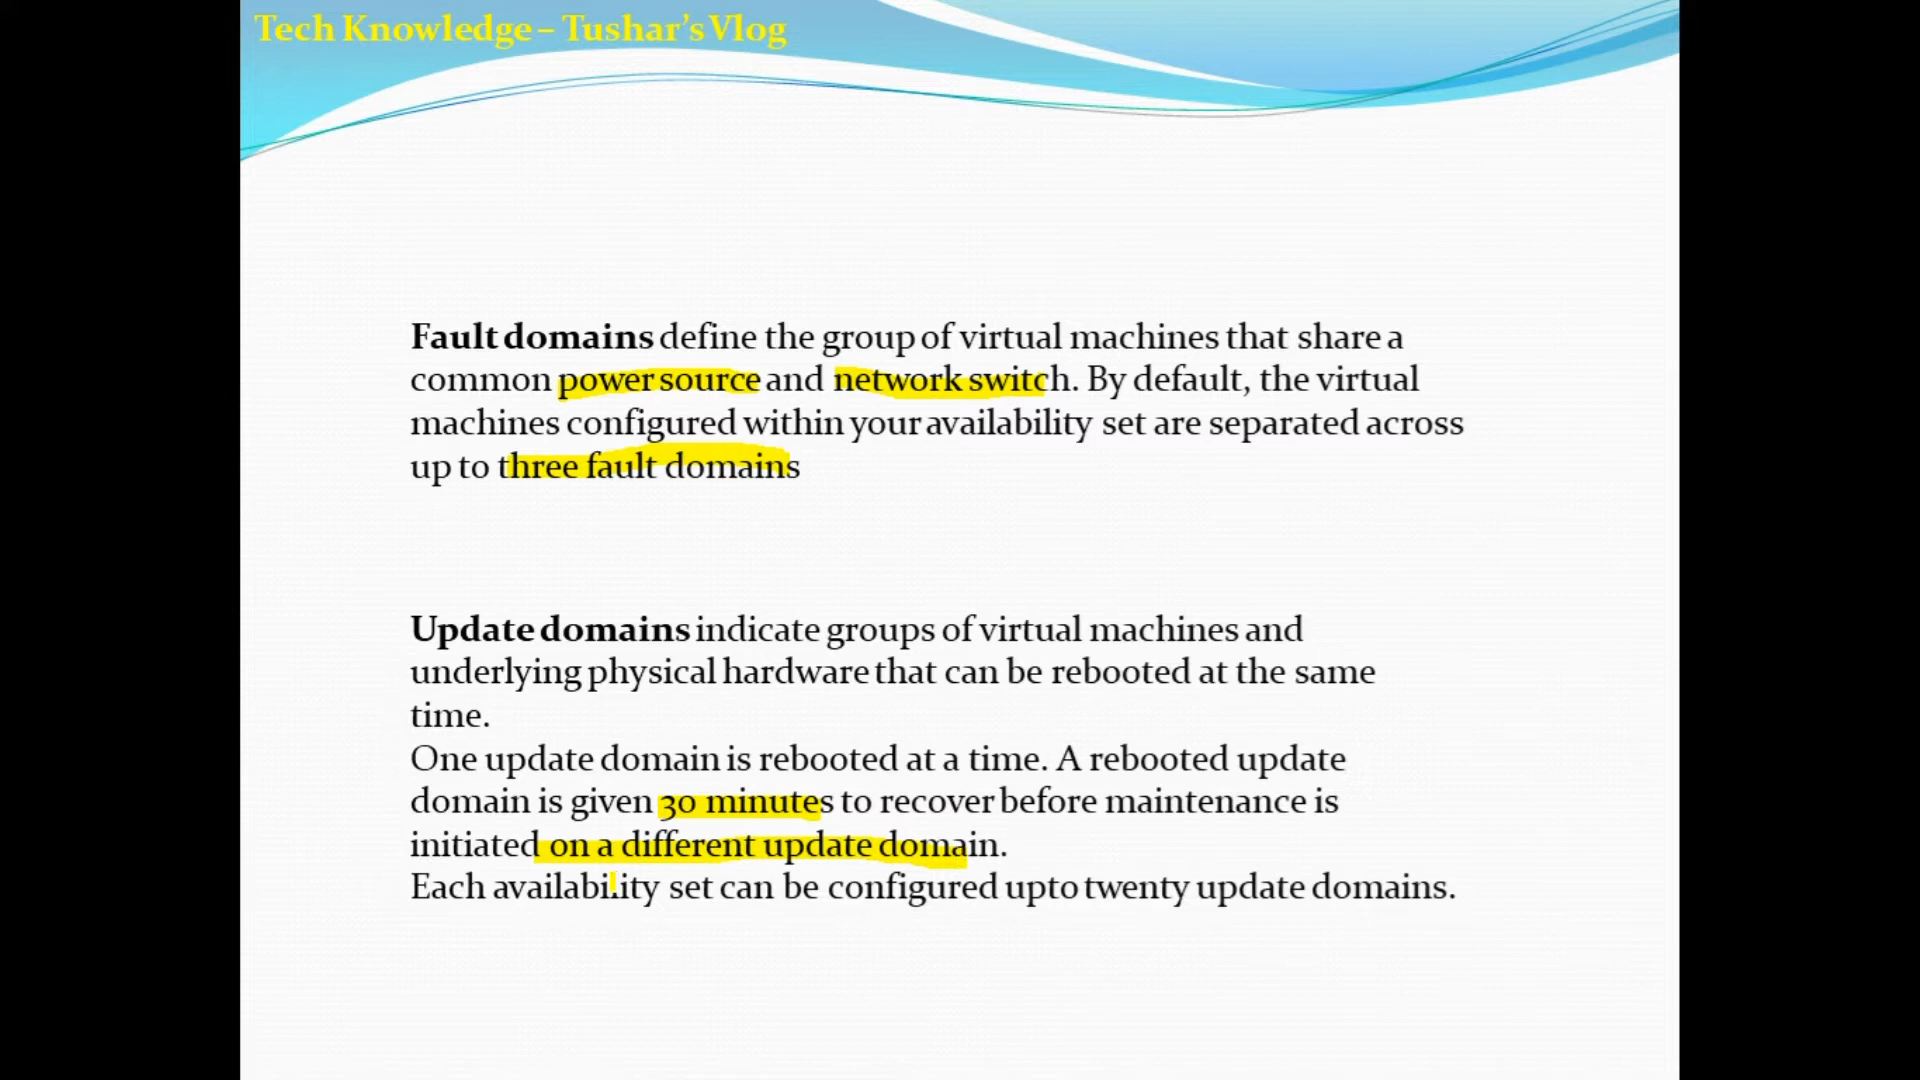 Tech Knowledge – Tushar's Vlog
Fault domains define the group of virtual machines that share a
common power source and network switch. By default, the virtual
machines configured within your availability set are separated across
up to three fault domains
Update domains indicate groups of virtual machines and
underlying physical hardware that can be rebooted at the same
time.
One update domain is rebooted at a time. A rebooted update
domain is given 30 minutes to recover before maintenance is
initiated on a different update domain.
Each availability set can be configured upto twenty update domains.